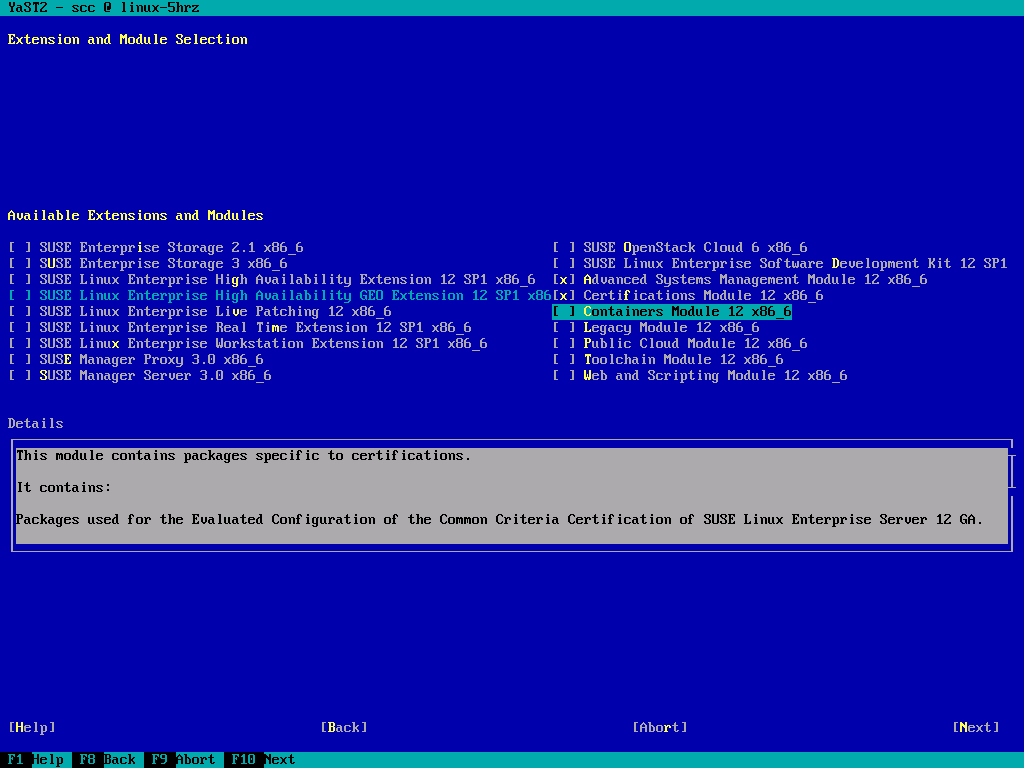 YaST2 - scc @ linux-5hrz
Extension and Module Selection
Available Extensions and Modules
[ ] SUSE Enterprise Storage 2.1 x86_6
[ ] SUSE Enterprise Storage 3 x86_6
[ ] SUSE Linux Enterprise High Availability Extension 12 SP1 x86_6
[ ] SUSE Linux Enterprise High Availability GEO Extension 12 SP1 x86
[ ] SUSE Linux Enterprise Live Patching 12 x86_6
[ ] SUSE Linux Enterprise Real Time Extension 12 SP1 x86_6
[ ] SUSE Linux Enterprise Workstation Extension 12 SP1 x86_6
[ ] SUSE Manager Proxy 3.0 x86_6
[ ] SUSE Manager Server 3.0 x86_6
[ ] SUSE OpenStack Cloud 6 x86_6
[ ] SUSE Linux Enterprise Software Development Kit 12 SP1
[x] Advanced Systems Management Module 12 x86_6
[x] Certifications Module 12 x86_6
[ ] Containers Module 12 x86_6
[ ] Legacy Module 12 x86_6
[ ] Public Cloud Module 12 x86_6
[ ] Toolchain Module 12 x86_6
[ ] Web and Scripting Module 12 x86_6
Details
This module contains packages specific to certifications.
It contains:
Packages used for the Evaluated Configuration of the Common Criteria Certification of SUSE Linux Enterprise Server 12 GA.
[Help] [Back] [Abort] [Next]
F1 Help F8 Back F9 Abort F10 Next